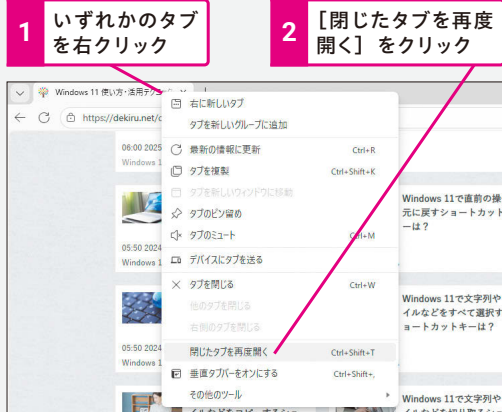 1
いずれかのタブ
を右クリック
2
[閉じたタブを再度
開く]をクリック
Windows 11 使い方・活用テクニック
https://dekiru.net/c
右に新しいタブ
タブを新しいグループに追加
最新の情報に更新 Ctrl+R
タブを複製 Ctrl+Shift+K
タブを新しいウィンドウに移動
タブのピン留め
タブのミュート Ctrl+M
デバイスにタブを送る
タブを閉じる Ctrl+W
他のタブを閉じる
右側のタブを閉じる
閉じたタブを再度開く Ctrl+Shift+T
垂直タブバーをオンにする Ctrl+Shift+,
その他のツール
06:00 2025
Windows 1
05:50 2024
Windows 1
05:50 2024
Windows 1
Windows 11で直前の操
元に戻すショートカット
ーは?
Windows 11で文字列や
イルなどをすべて選択す
ョートカットキーは?
Windows 11で文字列や